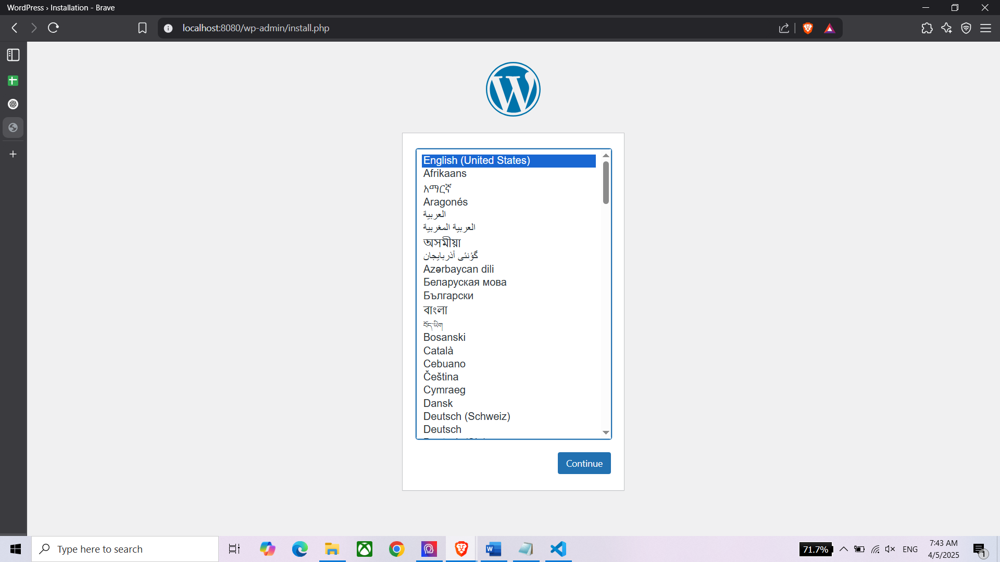 WordPress › Installation - Brave
localhost:8080/wp-admin/install.php
English (United States)
Afrikaans
አማርኛ
Aragonés
العربية
العربية المغربية
অসমীয়া
گؤنئی آذربایجان
Azərbaycan dili
Беларуская мова
Български
বাংলা
བོད་ཡིག
Bosanski
Català
Cebuano
Čeština
Cymraeg
Dansk
Deutsch (Schweiz)
Deutsch
Continue
Type here to search
71.7%
ENG
7:43 AM
4/5/2025
1